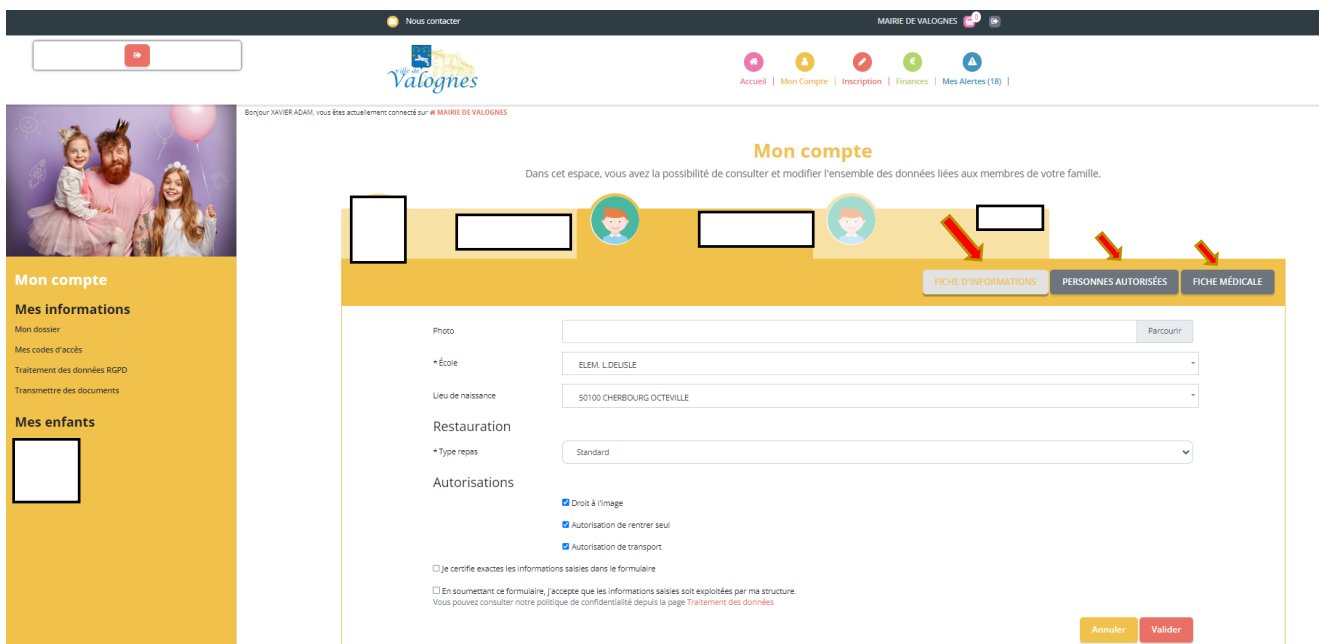 Nous contacter
MAIRIE DE VALOGNES 0
ville de
Valognes
Accueil | Mon Compte | Inscription | Finances | Mes Alertes (18) |
Bonjour XAVIER ADAM, vous êtes actuellement connecté sur MAIRIE DE VALOGNES
Mon compte
Dans cet espace, vous avez la possibilité de consulter et modifier l'ensemble des données liées aux membres de votre famille.
FICHE D'INFORMATIONS PERSONNES AUTORISÉES FICHE MÉDICALE
Mon compte
Mes informations
Mon dossier
Mes codes d'accès
Traitement des données RGPD
Transmettre des documents
Mes enfants
Photo Parcourir
* École ELEM. L.DELISLE
Lieu de naissance 50100 CHERBOURG OCTEVILLE
Restauration
* Type repas Standard
Autorisations
Droit à l'image
Autorisation de rentrer seul
Autorisation de transport
Je certifie exactes les informations saisies dans le formulaire
En soumettant ce formulaire, j'accepte que les informations saisies soit exploitées par ma structure.
Vous pouvez consulter notre politique de confidentialité depuis la page Traitement des données
Annuler Valider